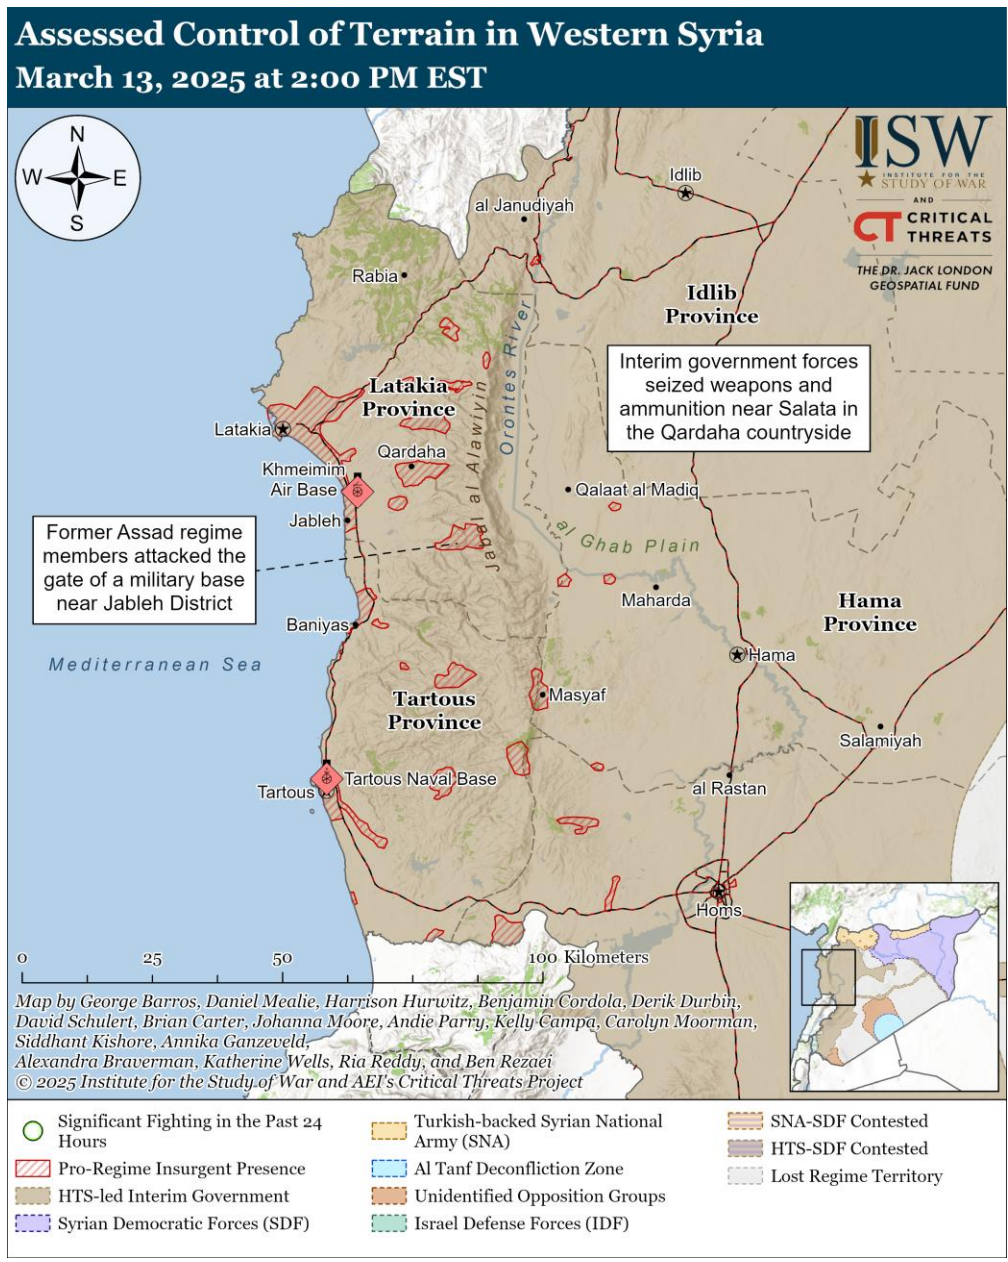 Assessed Control of Terrain in Western Syria
March 13, 2025 at 2:00 PM EST
N
W
E
S
ISW
INSTITUTE FOR THE
STUDY OF WAR
AND
CT CRITICAL
THREATS
THE DR. JACK LONDON
GEOSPATIAL FUND
Idlib
al Janudiyah
Rabia
Idlib
Province
Orontes River
Interim government forces
seized weapons and
ammunition near Salata in
the Qardaha countryside
Latakia
Province
Latakia
Qardaha
Khmeimim
Air Base
Jabal al Alawiyin
Qalaat al Madiq
Jableh
al Ghab Plain
Former Assad regime
members attacked the
gate of a military base
near Jableh District
Maharda
Hama
Province
Baniyas
Mediterranean Sea
Hama
Tartous
Province
Masyaf
Salamiyah
Tartous Naval Base
Tartous
al Rastan
Homs
0
25
50
100 Kilometers
Map by George Barros, Daniel Mealie, Harrison Hurwitz, Benjamin Cordola, Derik Durbin,
David Schulert, Brian Carter, Johanna Moore, Andie Parry, Kelly Campa, Carolyn Moorman,
Siddhant Kishore, Annika Ganzeveld,
Alexandra Braverman, Katherine Wells, Ria Reddy, and Ben Rezaei
© 2025 Institute for the Study of War and AEI's Critical Threats Project
Significant Fighting in the Past 24
Hours
Pro-Regime Insurgent Presence
HTS-led Interim Government
Syrian Democratic Forces (SDF)
Turkish-backed Syrian National
Army (SNA)
Al Tanf Deconfliction Zone
Unidentified Opposition Groups
Israel Defense Forces (IDF)
SNA-SDF Contested
HTS-SDF Contested
Lost Regime Territory